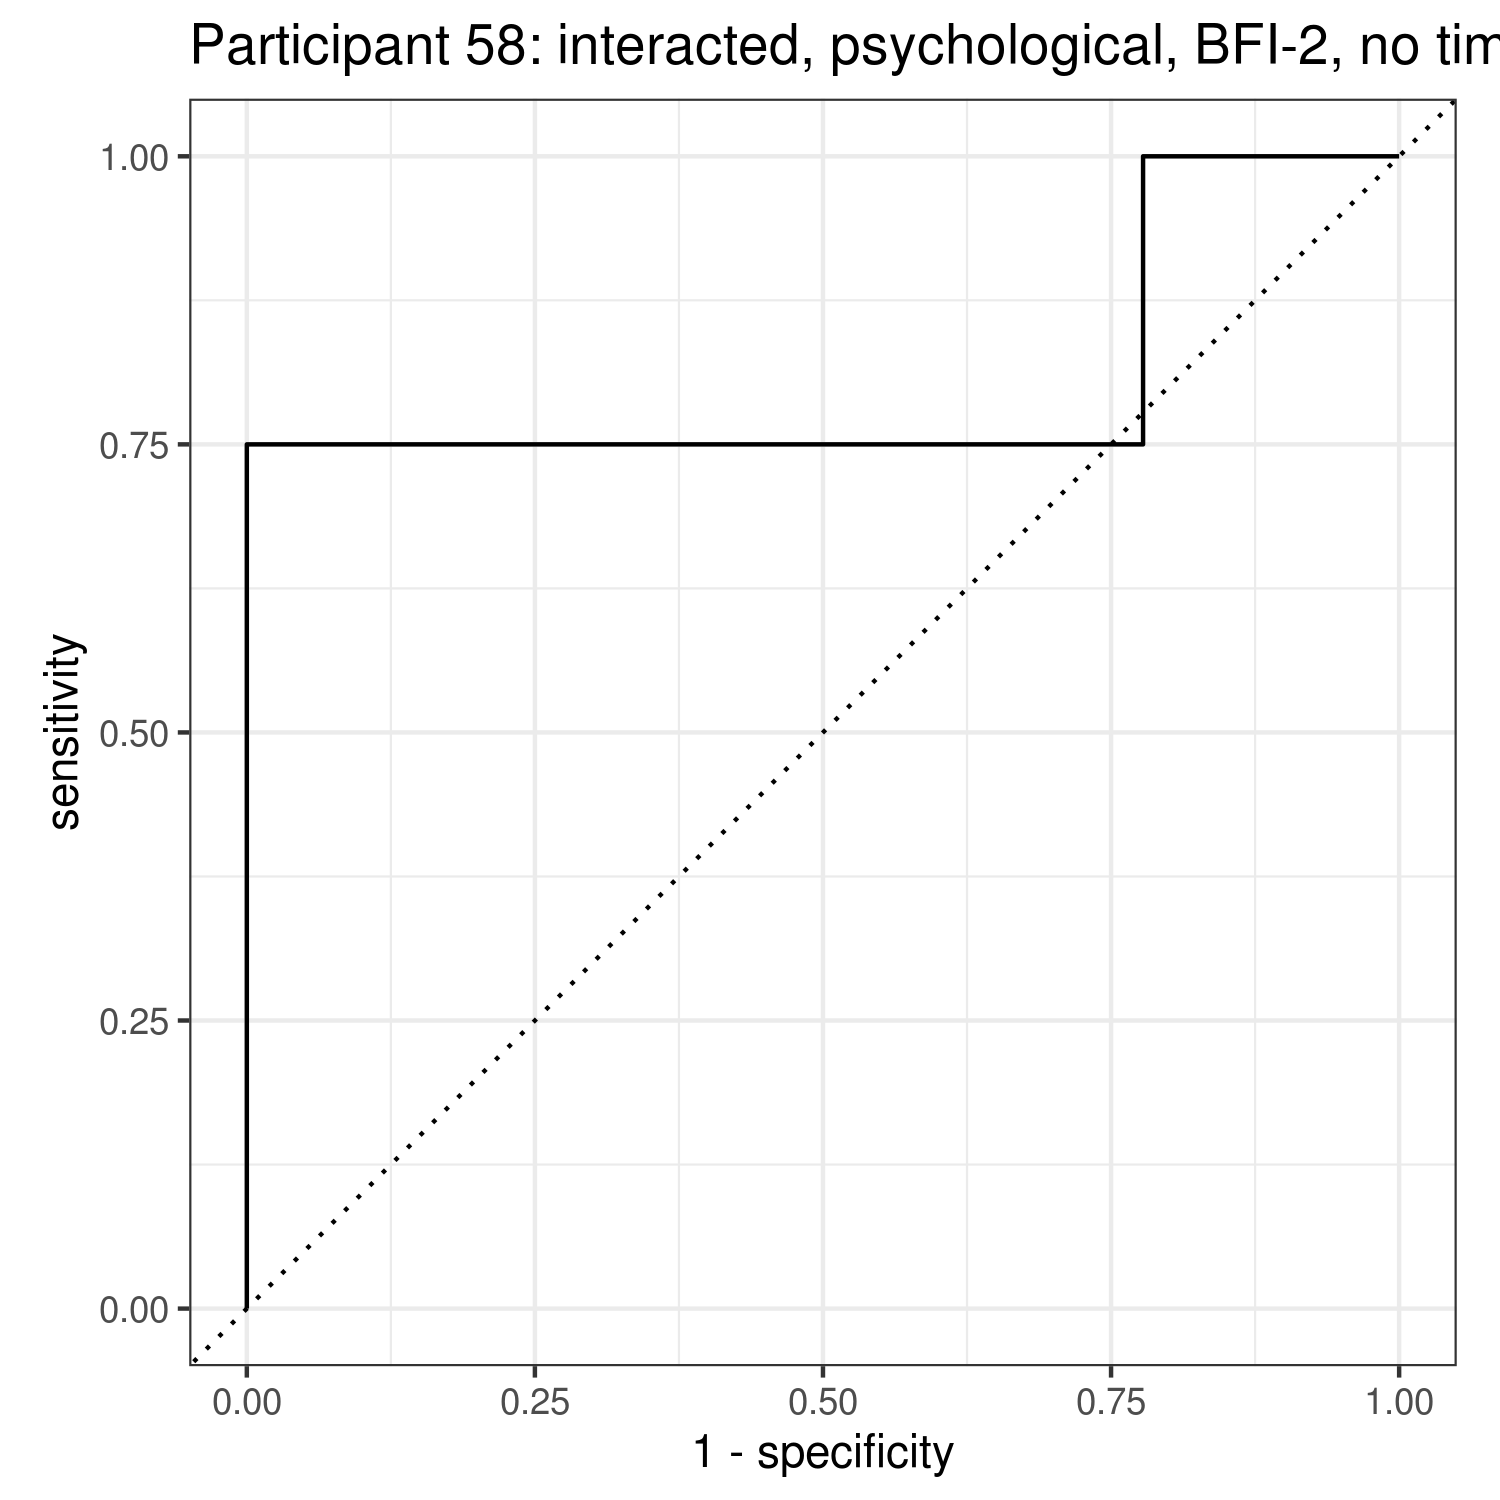 Participant 58: interacted, psychological, BFI-2, no
1.00
0.75
0.50
0.25
0.00
sensitivity
0.00 0.25 0.50 0.75 1.00
1 - specificity